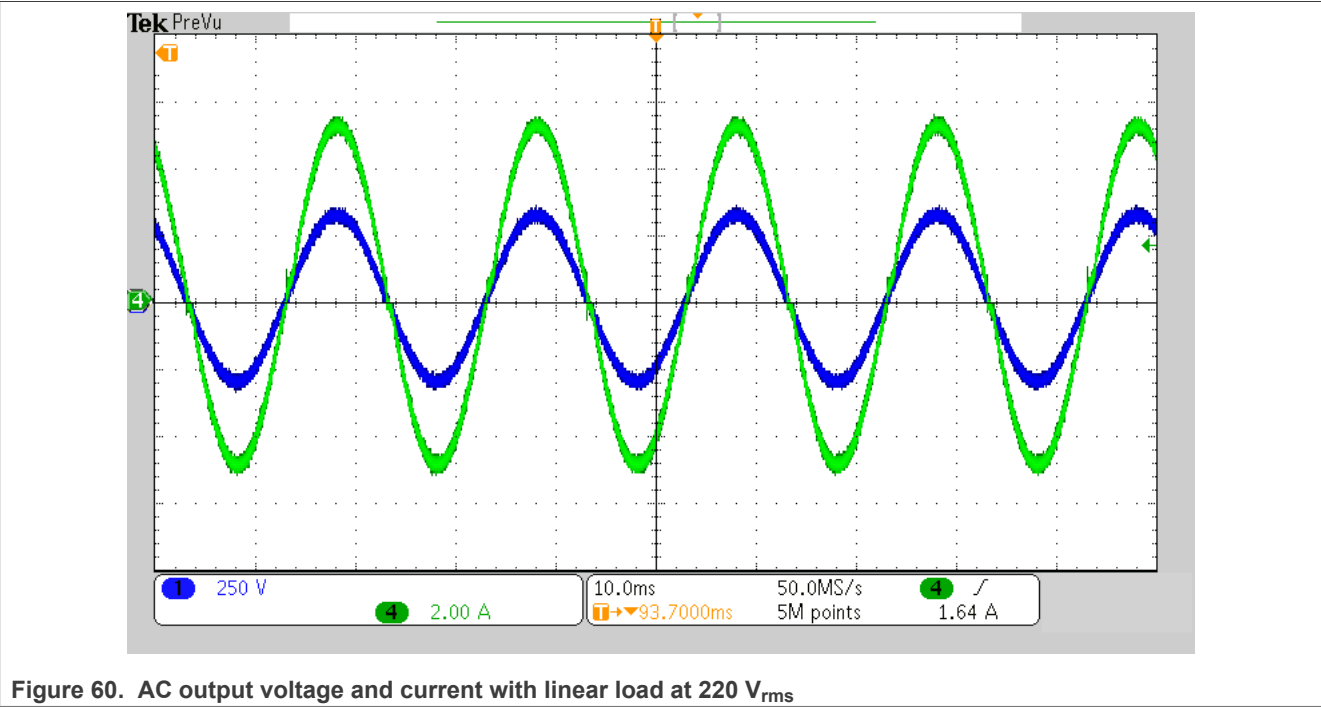 Tek PreVu
T
T
4
1 250 V
4 2.00 A
10.0ms 50.0MS/s 4
T→▼93.7000ms 5M points 1.64 A
Figure 60. AC output voltage and current with linear load at 220 Vrms